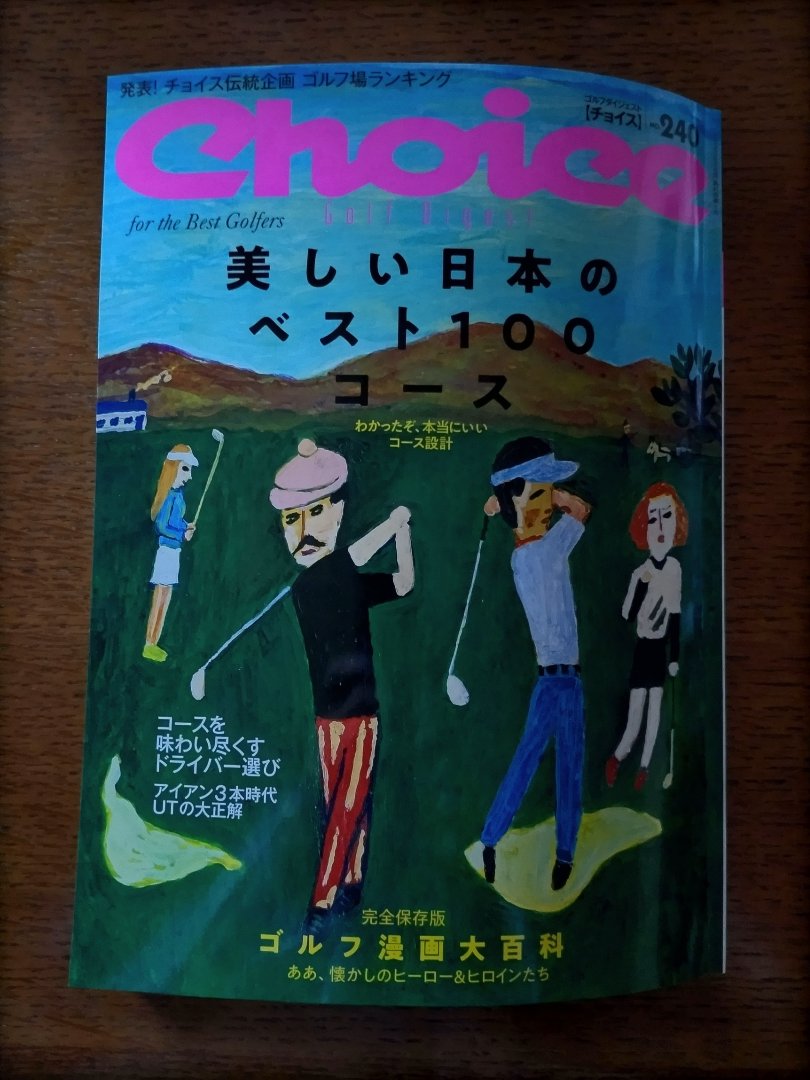 発表! チョイス伝統企画 ゴルフ場ランキング
Choice
ゴルフダイジェスト
【チョイス】 NO.240
for the Best Golfers
Golf Digest
美しい日本の
ベスト100
コース
わかったぞ、本当にいい
コース設計
コースを
味わい尽くす
ドライバー選び
アイアン3本時代
UTの大正解
完全保存版
ゴルフ漫画大百科
ああ、懐かしのヒーロー&ヒロインたち